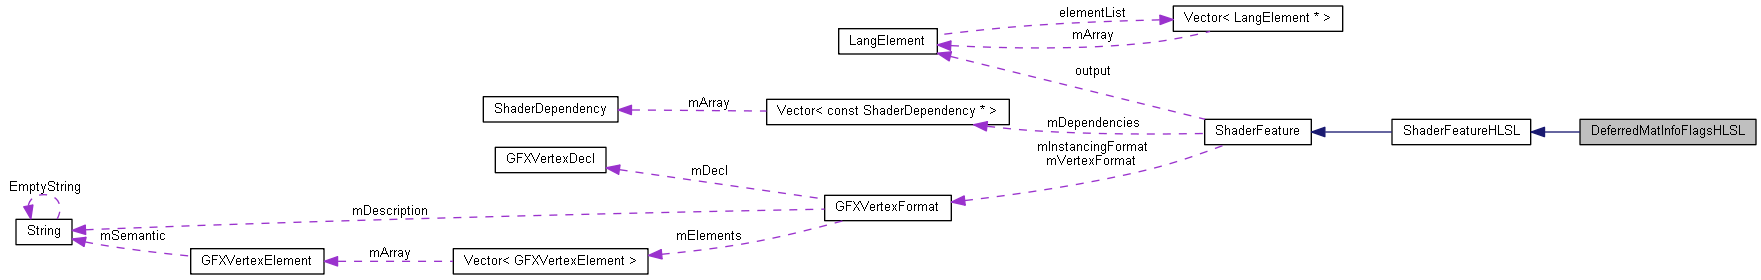 elementList
Vector< LangElement * >
mArray
LangElement
output
ShaderDependency
mArray
Vector< const ShaderDependency * >
mDependencies
ShaderFeature
ShaderFeatureHLSL
DeferredMatInfoFlagsHLSL
mInstancingFormat
mVertexFormat
GFXVertexDecl
mDecl
EmptyString
GFXVertexFormat
mDescription
String
mSemantic
mElements
GFXVertexElement
mArray
Vector< GFXVertexElement >